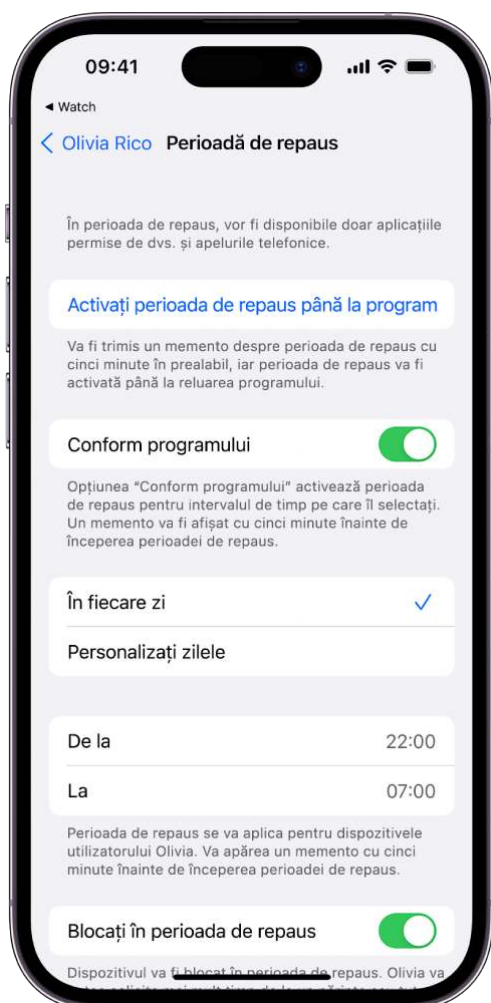 09:41
◀ Watch
Olivia Rico Perioadă de repaus
În perioada de repaus, vor fi disponibile doar aplicațiile
permise de dvs. și apelurile telefonice.
Activați perioada de repaus până la program
Va fi trimis un memento despre perioada de repaus cu
cinci minute în prealabil, iar perioada de repaus va fi
activată până la reluarea programului.
Conform programului
Opțiunea “Conform programului” activează perioada
de repaus pentru intervalul de timp pe care îl selectați.
Un memento va fi afișat cu cinci minute înainte de
începerea perioadei de repaus.
În fiecare zi
Personalizați zilele
De la 22:00
La 07:00
Perioada de repaus se va aplica pentru dispozitivele
utilizatorului Olivia. Va apărea un memento cu cinci
minute înainte de începerea perioadei de repaus.
Blocați în perioada de repaus
Dispozitivul va fi blocat în perioada de repaus. Olivia va